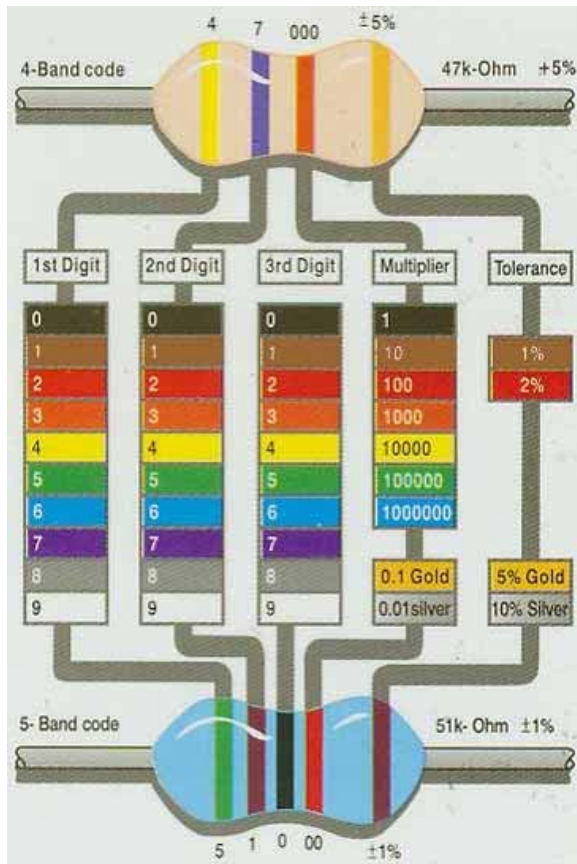 4 7 000 ±5%
4-Band code 47k-Ohm ±5%
1st Digit 2nd Digit 3rd Digit Multiplier Tolerance
0 0 0 1
1 1 1 10 1%
2 2 2 100 2%
3 3 3 1000
4 4 4 10000
5 5 5 100000
6 6 6 1000000
7 7 7
8 8 8 0.1 Gold 5% Gold
9 9 9 0.01silver 10% Silver
5- Band code 51k- Ohm ±1%
5 1 0 00 ±1%